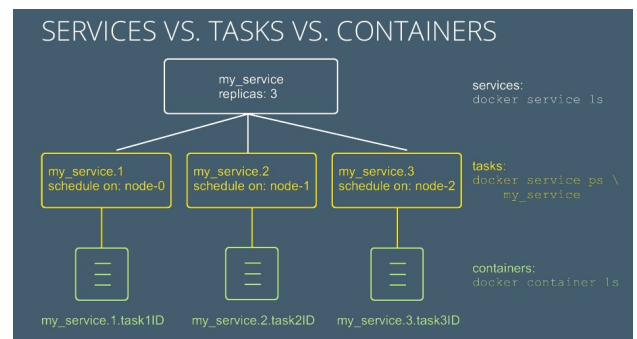 SERVICES VS. TASKS VS. CONTAINERS
my_service
replicas: 3
services:
docker service ls
my_service.1
schedule on: node-0
my_service.2
schedule on: node-1
my_service.3
schedule on: node-2
tasks:
docker service ps \
my_service
containers:
docker container ls
my_service.1.task1ID
my_service.2.task2ID
my_service.3.task3ID